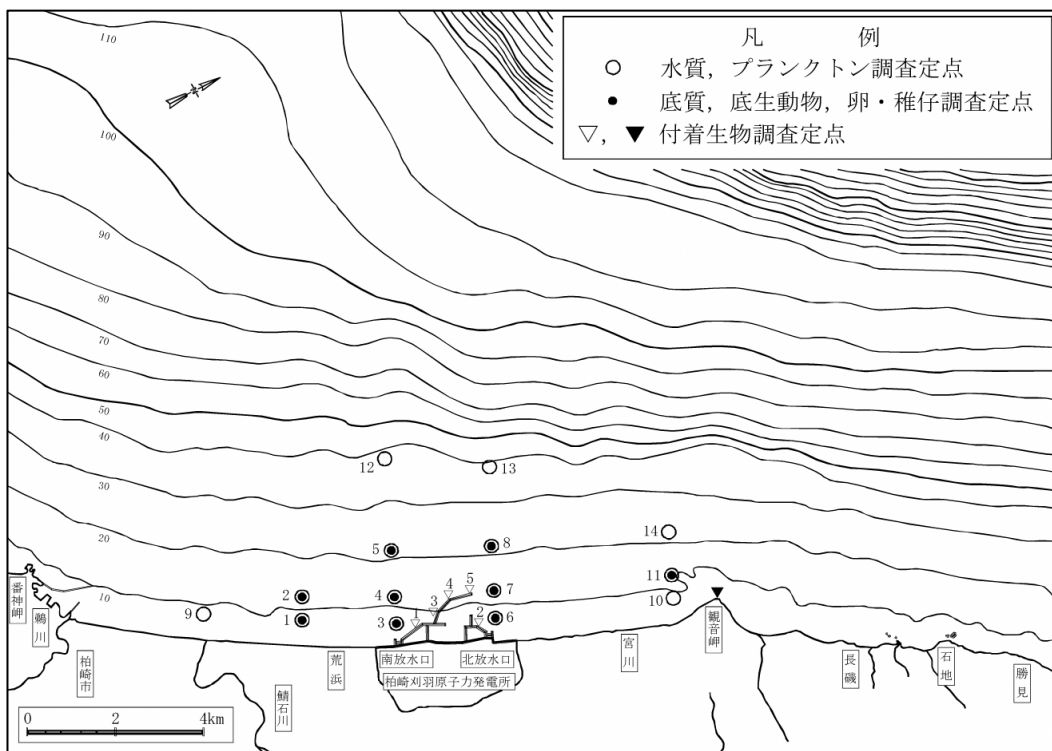 凡 例
水質，プランクトン調査定点
底質，底生動物，卵・稚仔調査定点
付着生物調査定点
110
100
90
80
70
60
50
40
30
20
10
12
13
14
5
8
11
10
2
4
7
9
1
3
6
5
4
3
1
2
番神岬
鵜川
柏崎市
鯖石川
荒浜
南放水口
北放水口
柏崎刈羽原子力発電所
宮川
観音岬
長磯
石地
勝見
0 2 4km